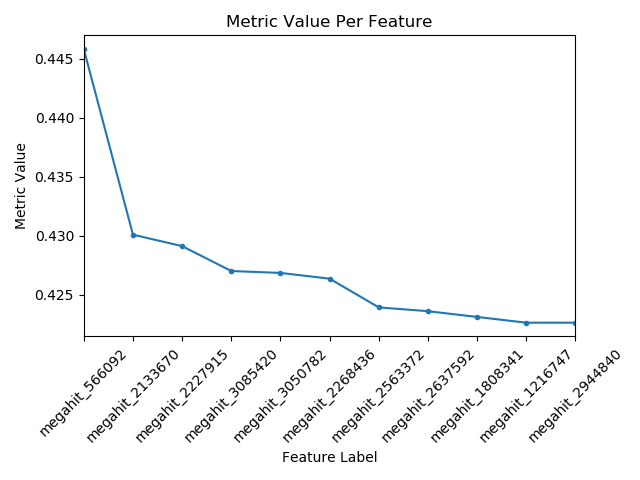 Metric Value Per Feature
0.445
0.440
0.435
0.430
0.425
Metric Value
megahit_566092
megahit_2133670
megahit_2227915
megahit_3085420
megahit_3050782
megahit_2268436
megahit_2563372
megahit_2637592
megahit_1808341
megahit_1216747
megahit_2944840
Feature Label